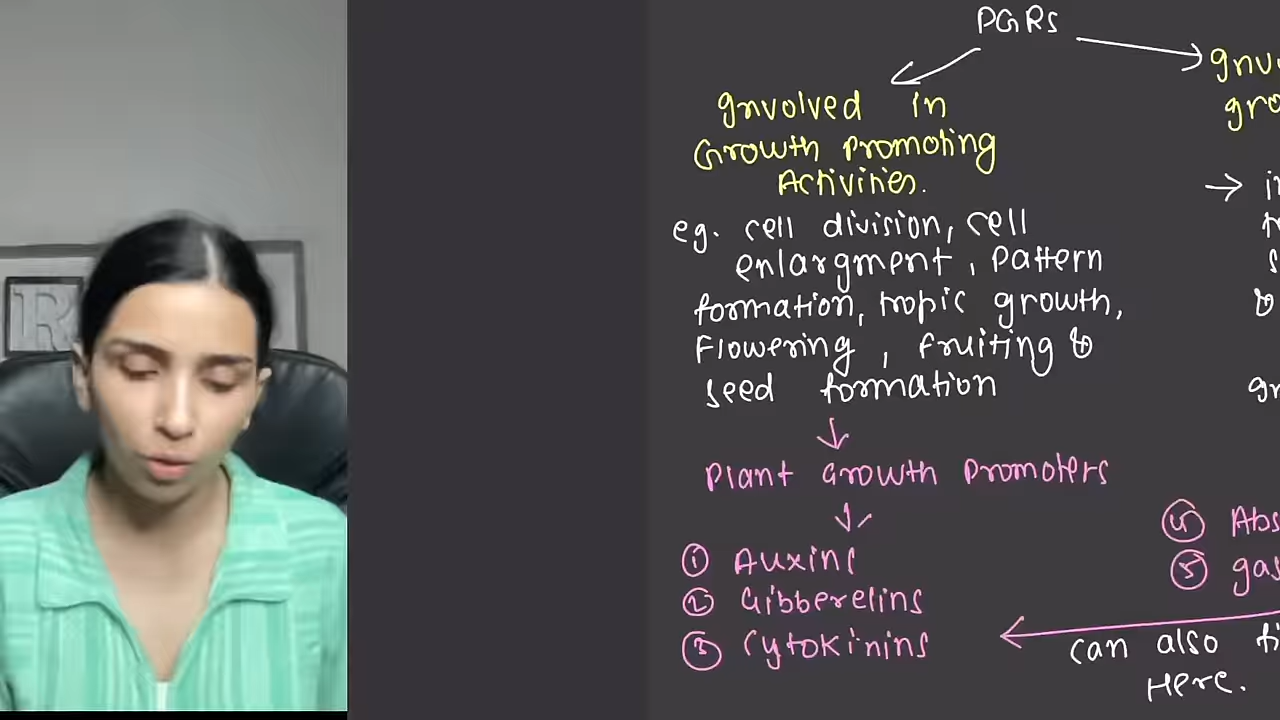 PGRs
Involved in
Growth Promoting
Activities.
eg. cell division, cell
enlargment, Pattern
formation, tropic growth,
Flowering, fruiting &
seed formation
Plant Growth Promoters
① Auxins
② Gibberelins
③ Cytokinins
④
⑤
can also
Here.
R